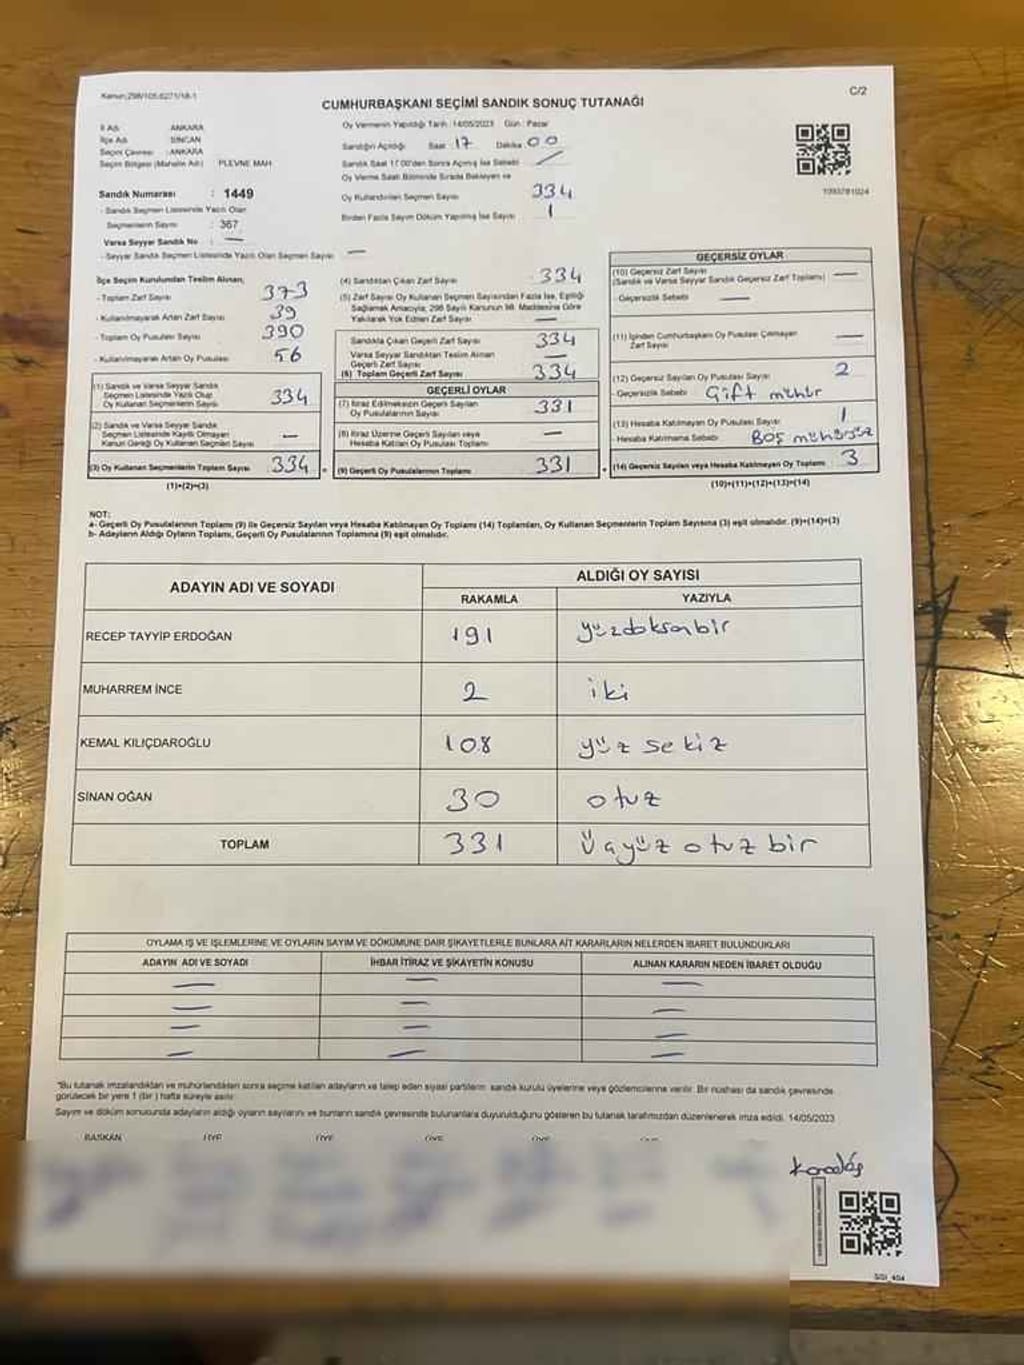 Kanun:298/105,6271/18-1
C/2
CUMHURBAŞKANI SEÇİMİ SANDIK SONUÇ TUTANAĞI
İl Adı ANKARA
İlçe Adı SİNCAN
Seçim Çevresi : ANKARA
Seçim Bölgesi (Mahalle Adı) PLEVNE MAH.
Oy Vermenin Yapıldığı Tarih: 14/05/2023 Gün: Pazar
Sandığın Açıldığı Saat 17 Dakika 00
Sandık Saat 17:00'den Sonra Açılmış İse Sebebi
Oy Verme Saati Bitiminde Sırada Bekleyen ve
Oy Kullandırılan Seçmen Sayısı 334
Birden Fazla Sayım Döküm Yapılmış İse Sayısı 1
1093781024
Sandık Numarası : 1449
- Sandık Seçmen Listesinde Yazılı Olan
Seçmenlerin Sayısı : 367
Varsa Seyyar Sandık No : —
- Seyyar Sandık Seçmen Listesinde Yazılı Olan Seçmen Sayısı —
İlçe Seçim Kurulundan Teslim Alınan;
- Toplam Zarf Sayısı 373
- Kullanılmayarak Artan Zarf Sayısı 39
- Toplam Oy Pusulası Sayısı 390
- Kullanılmayarak Artan Oy Pusulası 56
(1) Sandık ve Varsa Seyyar Sandık
Seçmen Listesinde Yazılı Olup
Oy Kullanan Seçmenlerin Sayısı 334
(2) Sandık ve Varsa Seyyar Sandık
Seçmen Listesinde Kayıtlı Olmayan
Kanun Gereği Oy Kullanan Seçmen Sayısı —
(3) Oy Kullanan Seçmenlerin Toplam Sayısı 334
(1)+(2)=(3)
(4) Sandıktan Çıkan Zarf Sayısı 334
(5) Zarf Sayısı Oy Kullanan Seçmen Sayısından Fazla İse, Eşitliği
Sağlamak Amacıyla, 298 Sayılı Kanunun 98. Maddesine Göre
Yakılarak Yok Edilen Zarf Sayısı —
Sandıkta Çıkan Geçerli Zarf Sayısı 334
Varsa Seyyar Sandıktan Teslim Alınan
Geçerli Zarf Sayısı —
(6) Toplam Geçerli Zarf Sayısı 334
GEÇERLİ OYLAR
(7) İtiraz Edilmeksizin Geçerli Sayılan
Oy Pusulalarının Sayısı 331
(8) İtiraz Üzerine Geçerli Sayılan veya
Hesaba Katılan Oy Pusulası Toplamı —
(9) Geçerli Oy Pusulalarının Toplamı 331
GEÇERSİZ OYLAR
(10) Geçersiz Zarf Sayısı
(Sandık ve Varsa Seyyar Sandık Geçersiz Zarf Toplamı) —
- Geçersizlik Sebebi —
(11) İçinden Cumhurbaşkanı Oy Pusulası Çıkmayan
Zarf Sayısı —
(12) Geçersiz Sayılan Oy Pusulası Sayısı 2
- Geçersizlik Sebebi Çift mühür
(13) Hesaba Katılmayan Oy Pusulası Sayısı 1
Hesaba Katılmama Sebebi Boş mühürsüz
(14) Geçersiz Sayılan veya Hesaba Katılmayan Oy Toplamı 3
(10)+(11)+(12)+(13)=(14)
NOT:
a- Geçerli Oy Pusulalarının Toplamı (9) ile Geçersiz Sayılan veya Hesaba Katılmayan Oy Toplamı (14) Toplamları, Oy Kullanan Seçmenlerin Toplam Sayısına (3) eşit olmalıdır. (9)+(14)=(3)
b- Adayların Aldığı Oyların Toplamı, Geçerli Oy Pusulalarının Toplamına (9) eşit olmalıdır.
ADAYIN ADI VE SOYADI ALDIĞI OY SAYISI
RAKAMLA YAZIYLA
RECEP TAYYİP ERDOĞAN 191 yüzdoksanbir
MUHARREM İNCE 2 iki
KEMAL KILIÇDAROĞLU 108 yüz sekiz
SİNAN OĞAN 30 otuz
TOPLAM 331 Üçyüz otuz bir
OYLAMA İŞ VE İŞLEMLERİNE VE OYLARIN SAYIM VE DÖKÜMÜNE DAİR ŞİKAYETLERLE BUNLARA AİT KARARLARIN NELERDEN İBARET BULUNDUKLARI
ADAYIN ADI VE SOYADI İHBAR İTİRAZ VE ŞİKAYETİN KONUSU ALINAN KARARIN NEDEN İBARET OLDUĞU
*Bu tutanak imzalandıktan ve mühürlendikten sonra seçime katılan adayların ve talep eden siyasi partilerin sandık kurulu üyelerine veya gözlemcilerine verilir. Bir nüshası da sandık çevresinde
görülecek bir yere 1 (bir) hafta süreyle asılır.
Sayım ve döküm sonucunda adayların aldığı oyların sayılarını ve bunların sandık çevresinde bulunanlara duyurulduğunu gösteren bu tutanak tarafımızdan düzenlenerek imza edildi. 14/05/2023
BAŞKAN ÜYE ÜYE ÜYE ÜYE